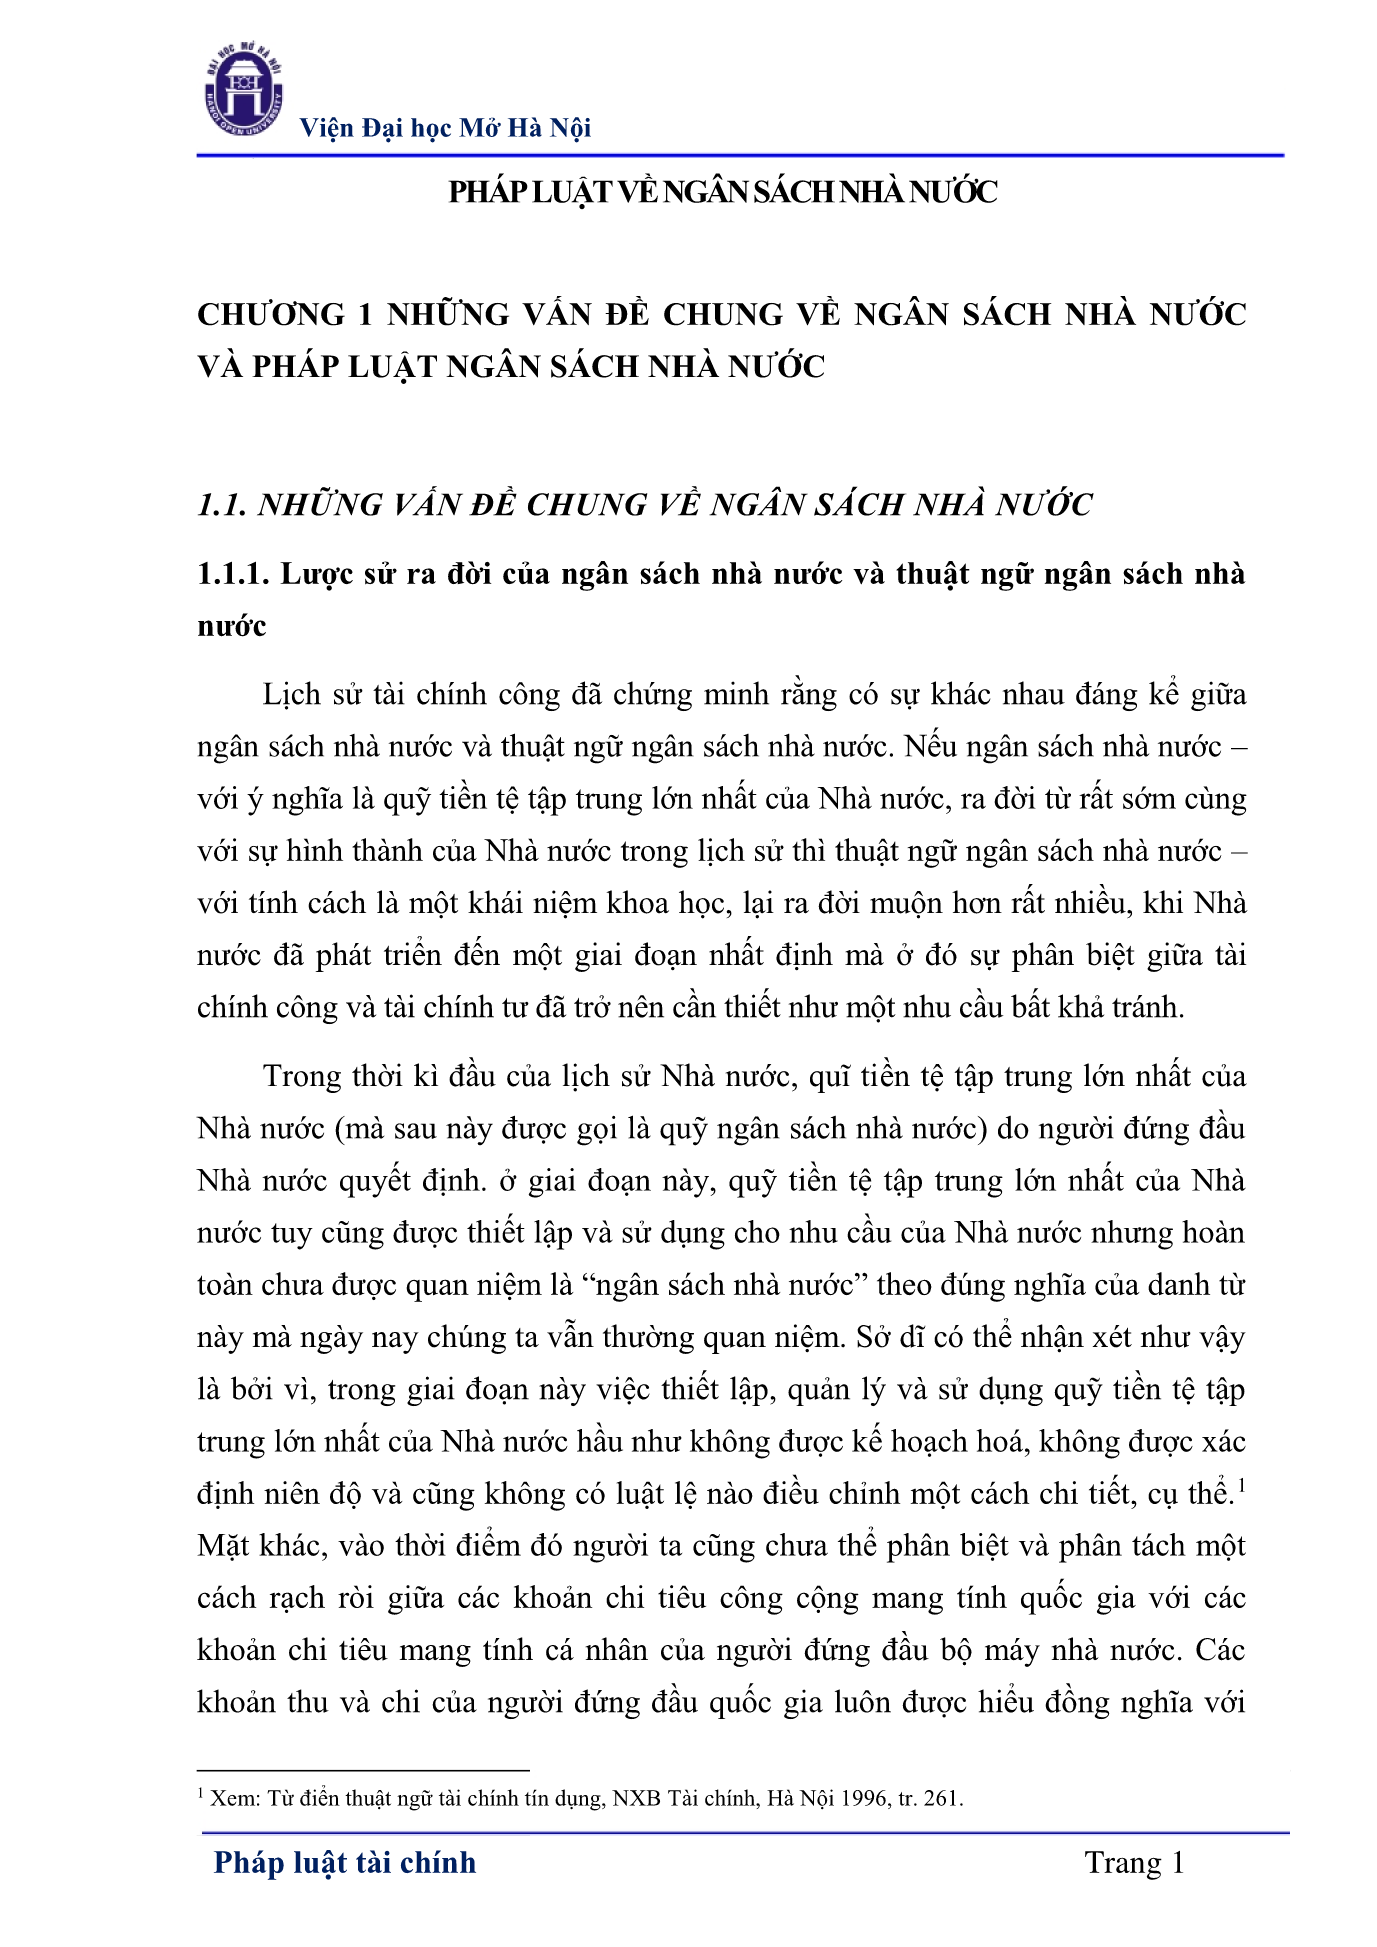 ĐẠI HỌC MỞ HÀ NỘI
HANOI OPEN UNIVERSITY
Viện Đại học Mở Hà Nội
PHÁP LUẬT VỀ NGÂN SÁCH NHÀ NƯỚC
CHƯƠNG 1 NHỮNG VẤN ĐỀ CHUNG VỀ NGÂN SÁCH NHÀ NƯỚC
VÀ PHÁP LUẬT NGÂN SÁCH NHÀ NƯỚC
1.1. NHỮNG VẤN ĐỀ CHUNG VỀ NGÂN SÁCH NHÀ NƯỚC
1.1.1. Lược sử ra đời của ngân sách nhà nước và thuật ngữ ngân sách nhà
nước
Lịch sử tài chính công đã chứng minh rằng có sự khác nhau đáng kể giữa
ngân sách nhà nước và thuật ngữ ngân sách nhà nước. Nếu ngân sách nhà nước –
với ý nghĩa là quỹ tiền tệ tập trung lớn nhất của Nhà nước, ra đời từ rất sớm cùng
với sự hình thành của Nhà nước trong lịch sử thì thuật ngữ ngân sách nhà nước –
với tính cách là một khái niệm khoa học, lại ra đời muộn hơn rất nhiều, khi Nhà
nước đã phát triển đến một giai đoạn nhất định mà ở đó sự phân biệt giữa tài
chính công và tài chính tư đã trở nên cần thiết như một nhu cầu bất khả tránh.
Trong thời kì đầu của lịch sử Nhà nước, quĩ tiền tệ tập trung lớn nhất của
Nhà nước (mà sau này được gọi là quỹ ngân sách nhà nước) do người đứng đầu
Nhà nước quyết định. ở giai đoạn này, quỹ tiền tệ tập trung lớn nhất của Nhà
nước tuy cũng được thiết lập và sử dụng cho nhu cầu của Nhà nước nhưng hoàn
toàn chưa được quan niệm là “ngân sách nhà nước” theo đúng nghĩa của danh từ
này mà ngày nay chúng ta vẫn thường quan niệm. Sở dĩ có thể nhận xét như vậy
là bởi vì, trong giai đoạn này việc thiết lập, quản lý và sử dụng quỹ tiền tệ tập
trung lớn nhất của Nhà nước hầu như không được kế hoạch hoá, không được xác
định niên độ và cũng không có luật lệ nào điều chỉnh một cách chi tiết, cụ thể.1
Mặt khác, vào thời điểm đó người ta cũng chưa thể phân biệt và phân tách một
cách rạch ròi giữa các khoản chi tiêu công cộng mang tính quốc gia với các
khoản chi tiêu mang tính cá nhân của người đứng đầu bộ máy nhà nước. Các
khoản thu và chi của người đứng đầu quốc gia luôn được hiểu đồng nghĩa với
1 Xem: Từ điển thuật ngữ tài chính tín dụng, NXB Tài chính, Hà Nội 1996, tr. 261.
Pháp luật tài chính Trang 1